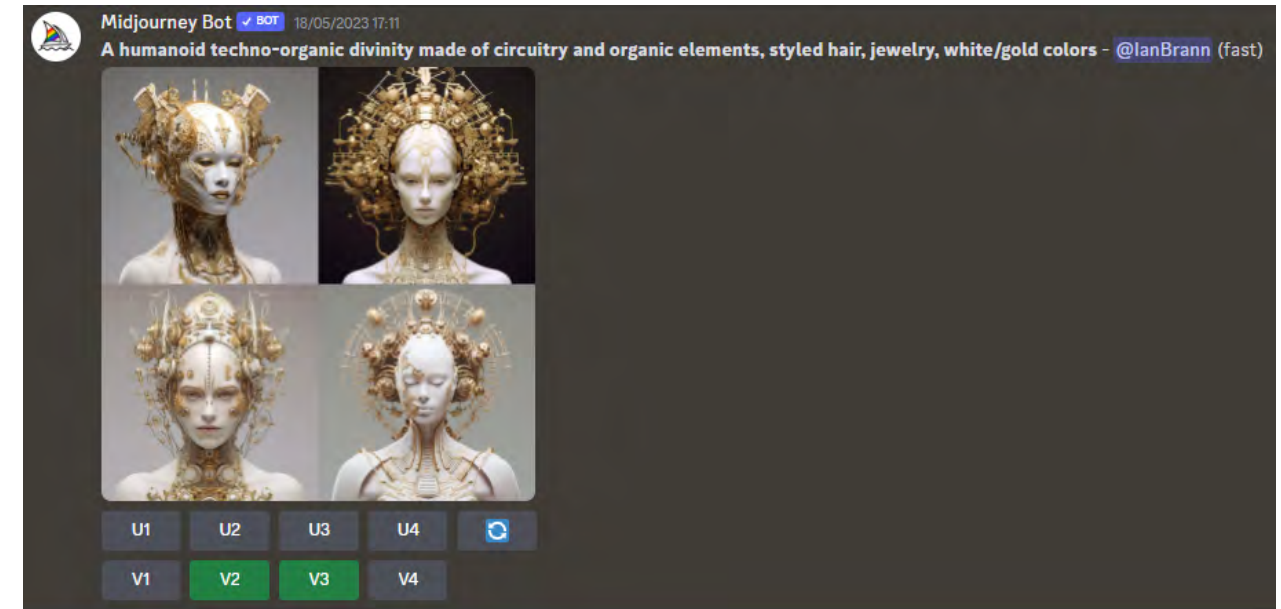 Midjourney Bot ✓ BOT 18/05/2023 17:11
A humanoid techno-organic divinity made of circuitry and organic elements, styled hair, jewelry, white/gold colors - @IanBrann (fast)
U1 U2 U3 U4
V1 V2 V3 V4